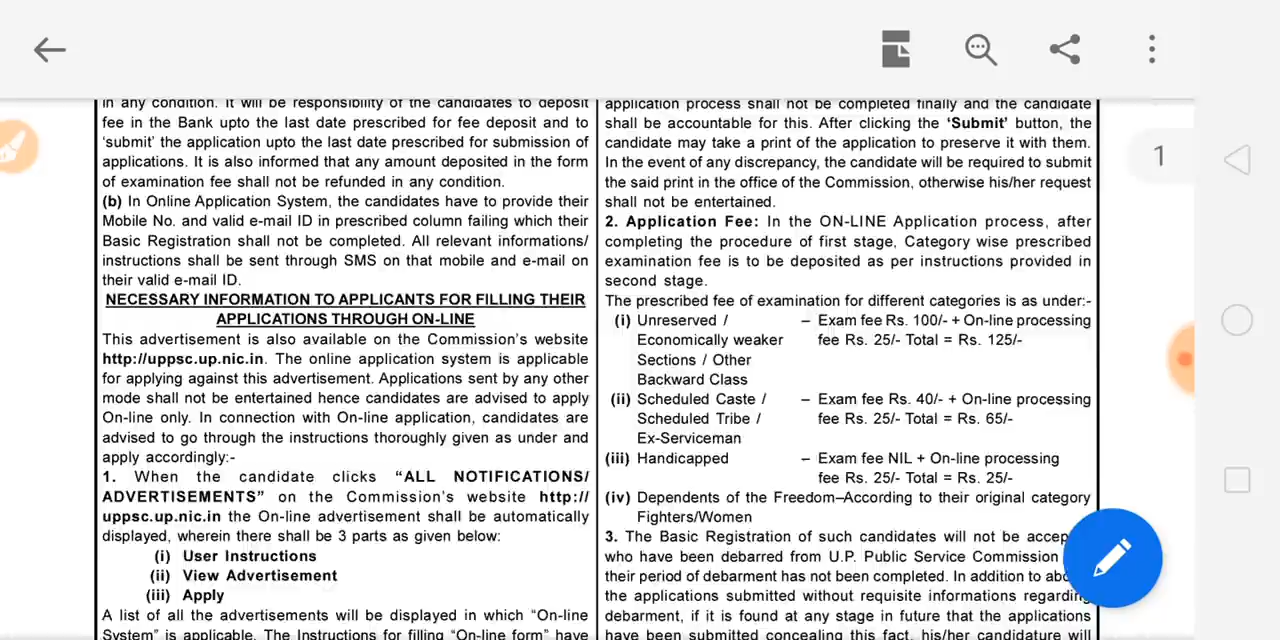 1
in any condition. It will be responsibility of the candidates to deposit
fee in the Bank upto the last date prescribed for fee deposit and to
‘submit’ the application upto the last date prescribed for submission of
applications. It is also informed that any amount deposited in the form
of examination fee shall not be refunded in any condition.
(b) In Online Application System, the candidates have to provide their
Mobile No. and valid e-mail ID in prescribed column failing which their
Basic Registration shall not be completed. All relevant informations/
instructions shall be sent through SMS on that mobile and e-mail on
their valid e-mail ID.
NECESSARY INFORMATION TO APPLICANTS FOR FILLING THEIR
APPLICATIONS THROUGH ON-LINE
This advertisement is also available on the Commission's website
http://uppsc.up.nic.in. The online application system is applicable
for applying against this advertisement. Applications sent by any other
mode shall not be entertained hence candidates are advised to apply
On-line only. In connection with On-line application, candidates are
advised to go through the instructions thoroughly given as under and
apply accordingly:-
1. When the candidate clicks “ALL NOTIFICATIONS/
ADVERTISEMENTS” on the Commission's website http://
uppsc.up.nic.in the On-line advertisement shall be automatically
displayed, wherein there shall be 3 parts as given below:
(i) User Instructions
(ii) View Advertisement
(iii) Apply
A list of all the advertisements will be displayed in which “On-line
System” is applicable. The Instructions for filling “On-line form” have
application process shall not be completed finally and the candidate
shall be accountable for this. After clicking the ‘Submit’ button, the
candidate may take a print of the application to preserve it with them.
In the event of any discrepancy, the candidate will be required to submit
the said print in the office of the Commission, otherwise his/her request
shall not be entertained.
2. Application Fee: In the ON-LINE Application process, after
completing the procedure of first stage, Category wise prescribed
examination fee is to be deposited as per instructions provided in
second stage.
The prescribed fee of examination for different categories is as under:-
(i) Unreserved / – Exam fee Rs. 100/- + On-line processing
Economically weaker fee Rs. 25/- Total = Rs. 125/-
Sections / Other
Backward Class
(ii) Scheduled Caste / – Exam fee Rs. 40/- + On-line processing
Scheduled Tribe / fee Rs. 25/- Total = Rs. 65/-
Ex-Serviceman
(iii) Handicapped – Exam fee NIL + On-line processing
fee Rs. 25/- Total = Rs. 25/-
(iv) Dependents of the Freedom–According to their original category
Fighters/Women
3. The Basic Registration of such candidates will not be
who have been debarred from U.P. Public Service Commission
their period of debarment has not been completed. In addition to
the applications submitted without requisite informations regarding
debarment, if it is found at any stage in future that the applications
have been submitted concealing this fact, his/her candidature will